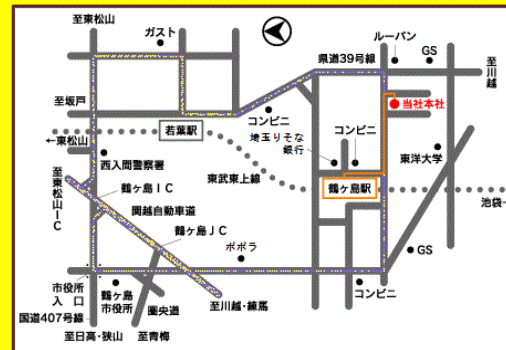 至東松山
ガスト
ルーパン
GS
県道39号線
至川越
至坂戸
コンビニ
当社本社
若葉駅
←東松山
埼玉りそな
銀行
コンビニ
東洋大学
西入間警察署
至東松山IC
鶴ヶ島IC
東武東上線
鶴ヶ島駅
関越自動車道
池袋→
鶴ヶ島JC
ポポラ
GS
市役所
入口
鶴ヶ島
市役所
圏央道
コンビニ
国道407号線
至川越・練馬
至日高・狭山
至青梅